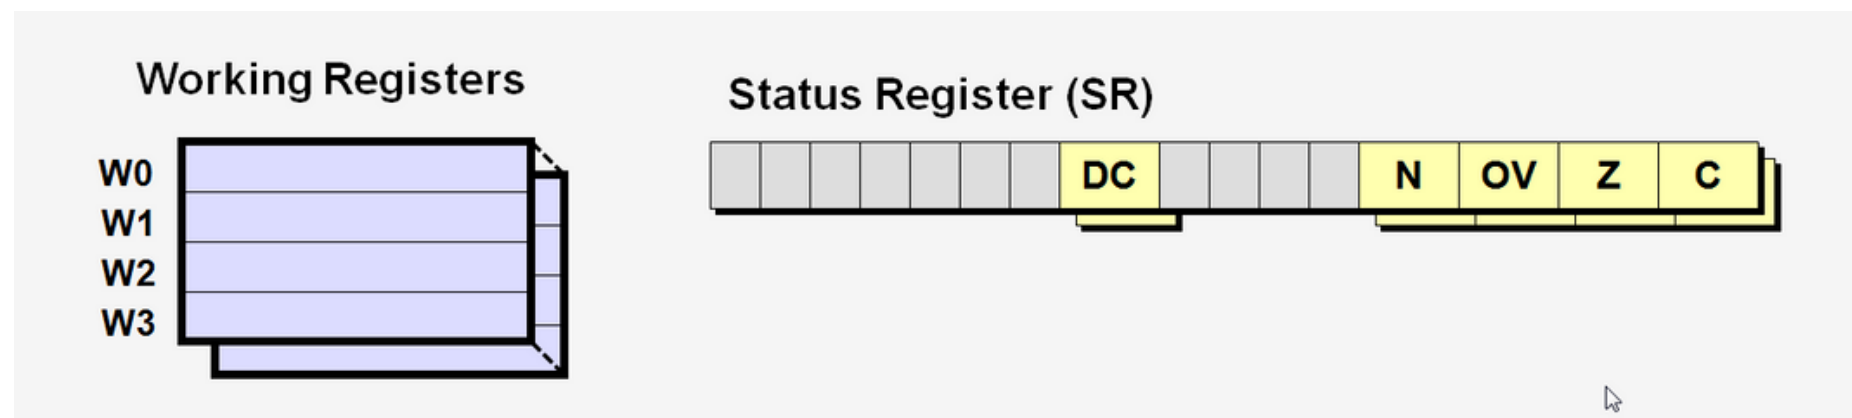 Working Registers
W0
W1
W2
W3
Status Register (SR)
DC N OV Z C